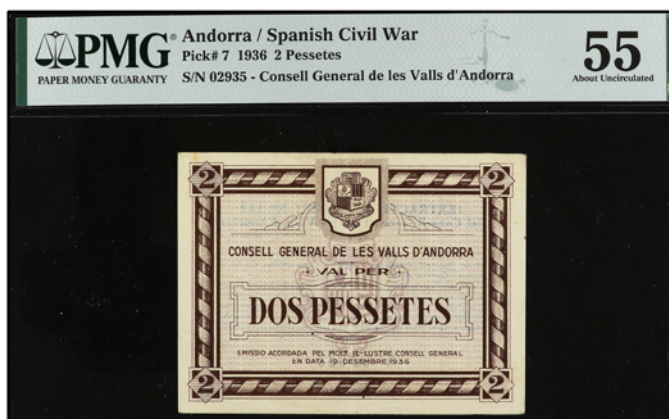 PMG
PAPER MONEY GUARANTY
Andorra / Spanish Civil War
Pick# 7 1936 2 Pessetes
S/N 02935 - Consell General de les Valls d'Andorra
55
About Uncirculated
2 2
CONSELL GENERAL DE LES VALLS D'ANDORRA
VAL PER
DOS PESSETES
EMISSIO ACORDADA PEL MOLT IL·LUSTRE CONSELL GENERAL
EN DATA 19 DESEMBRE 1936
2 2